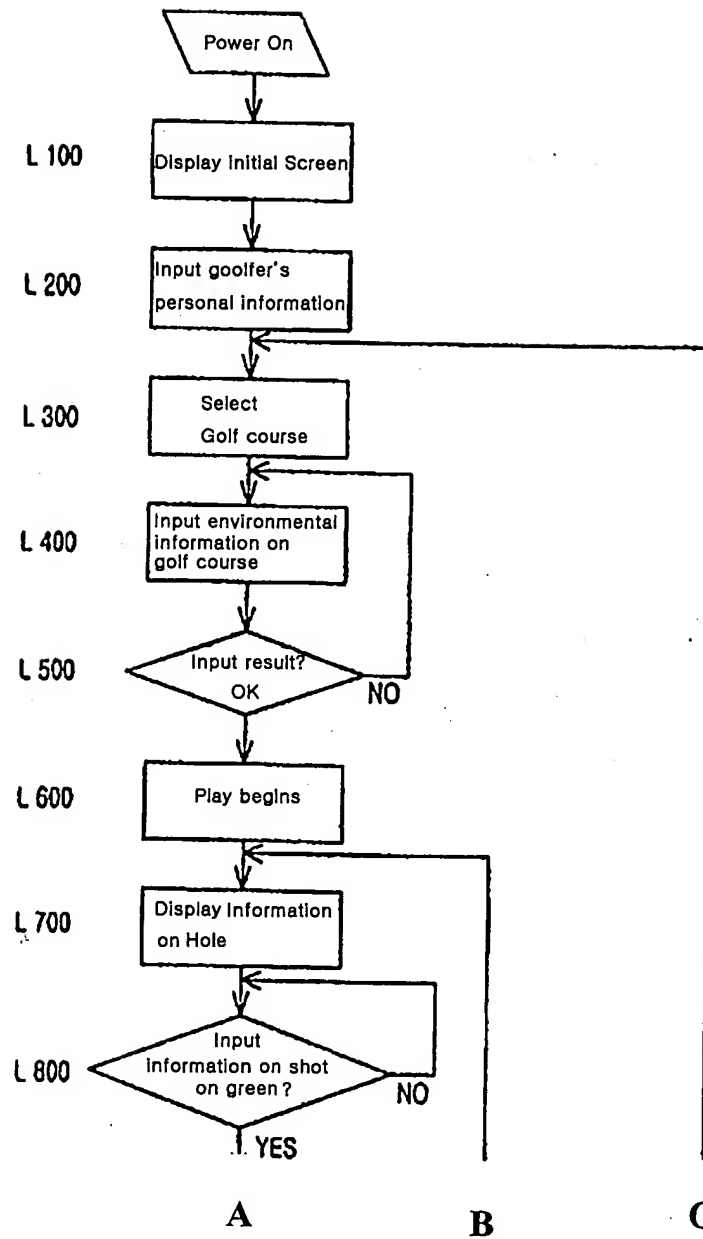 Power On
L 100
Display Initial Screen
L 200
Input goolfer's
personal information
L 300
Select
Golf course
L 400
Input environmental
information on
golf course
L 500
Input result?
OK
NO
L 600
Play begins
L 700
Display Information
on Hole
L 800
Input
information on shot
on green ?
NO
YES
A
B
C